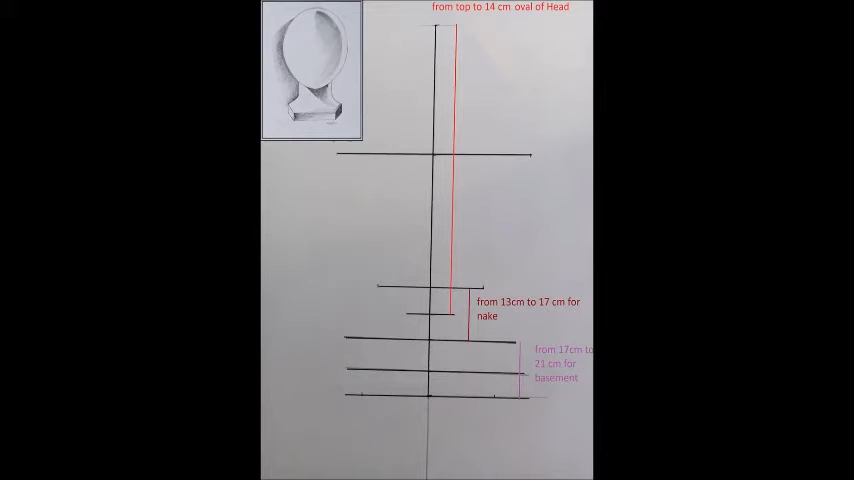 from top to 14 cm oval of Head
from 13cm to 17 cm for
nake
from 17cm to
21 cm for
basement